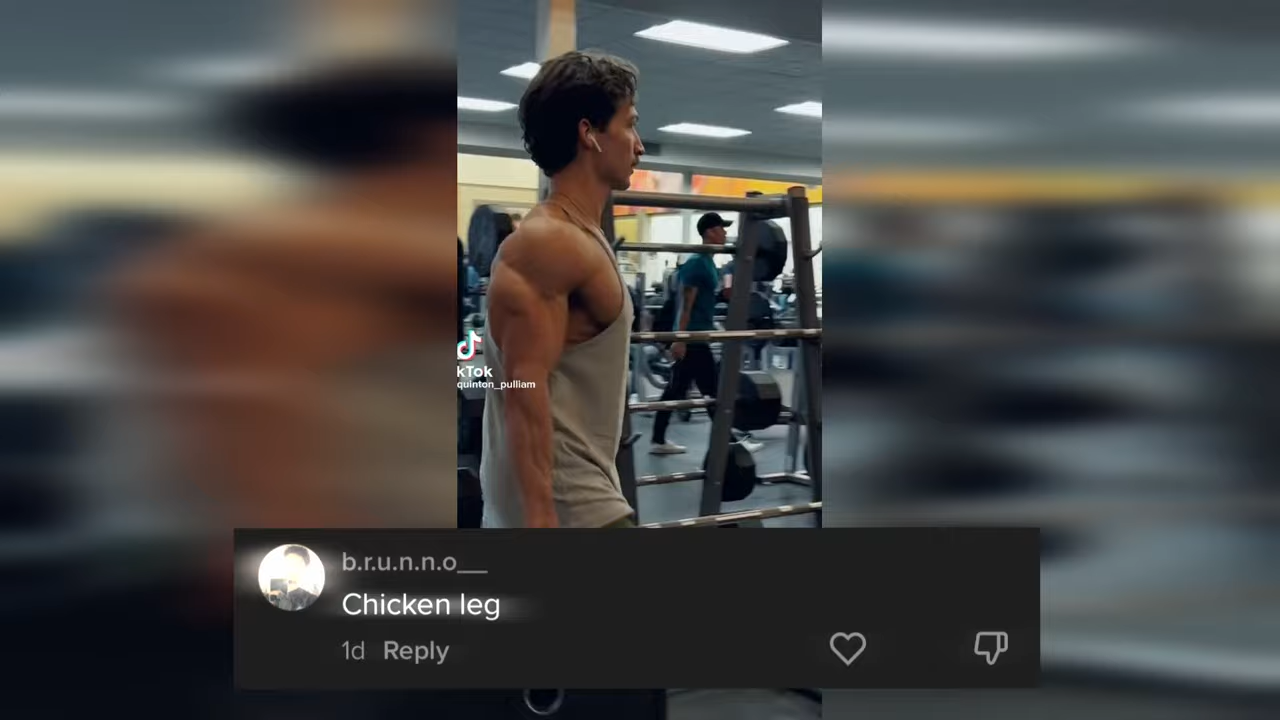 kTok
quinton_pulliam
b.r.u.n.n.o__
Chicken leg
1d Reply